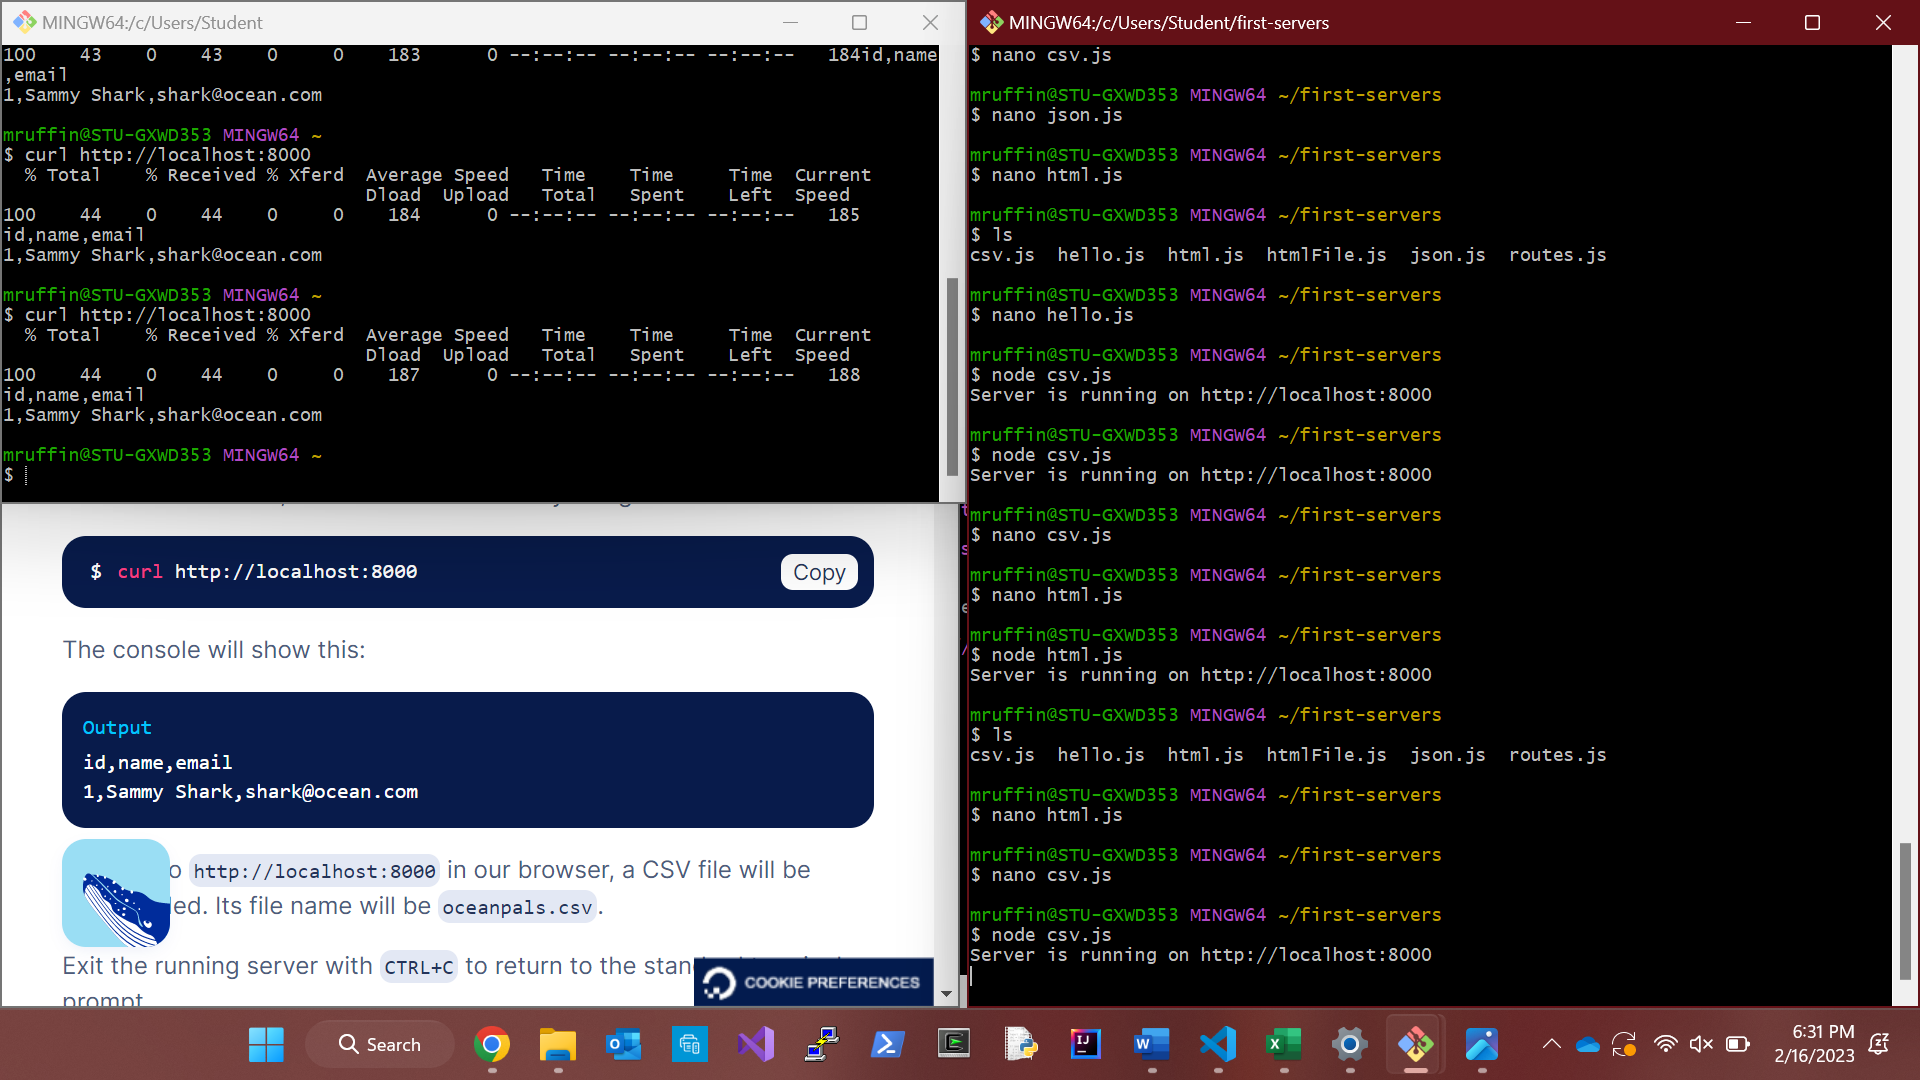 MINGW64:/c/Users/Student
100    43    0    43    0     0    183      0 --:--:-- --:--:-- --:--:--   184id,name
,email
1,Sammy Shark,shark@ocean.com
mruffin@STU-GXWD353 MINGW64 ~
$ curl http://localhost:8000
% Total    % Received % Xferd  Average Speed   Time    Time     Time  Current
Dload  Upload   Total   Spent    Left  Speed
100    44    0    44    0     0    184      0 --:--:-- --:--:-- --:--:--   185
id,name,email
1,Sammy Shark,shark@ocean.com
mruffin@STU-GXWD353 MINGW64 ~
$ curl http://localhost:8000
% Total    % Received % Xferd  Average Speed   Time    Time     Time  Current
Dload  Upload   Total   Spent    Left  Speed
100    44    0    44    0     0    187      0 --:--:-- --:--:-- --:--:--   188
id,name,email
1,Sammy Shark,shark@ocean.com
mruffin@STU-GXWD353 MINGW64 ~
$
$ curl http://localhost:8000
Copy
The console will show this:
Output
id,name,email
1,Sammy Shark,shark@ocean.com
http://localhost:8000 in our browser, a CSV file will be
Its file name will be oceanpals.csv.
Exit the running server with CTRL+C to return to the
prompt
COOKIE PREFERENCES
MINGW64:/c/Users/Student/first-servers
$ nano csv.js
mruffin@STU-GXWD353 MINGW64 ~/first-servers
$ nano json.js
mruffin@STU-GXWD353 MINGW64 ~/first-servers
$ nano html.js
mruffin@STU-GXWD353 MINGW64 ~/first-servers
$ ls
csv.js  hello.js  html.js  htmlFile.js  json.js  routes.js
mruffin@STU-GXWD353 MINGW64 ~/first-servers
$ nano hello.js
mruffin@STU-GXWD353 MINGW64 ~/first-servers
$ node csv.js
Server is running on http://localhost:8000
mruffin@STU-GXWD353 MINGW64 ~/first-servers
$ node csv.js
Server is running on http://localhost:8000
mruffin@STU-GXWD353 MINGW64 ~/first-servers
$ nano csv.js
mruffin@STU-GXWD353 MINGW64 ~/first-servers
$ nano html.js
mruffin@STU-GXWD353 MINGW64 ~/first-servers
$ node html.js
Server is running on http://localhost:8000
mruffin@STU-GXWD353 MINGW64 ~/first-servers
$ ls
csv.js  hello.js  html.js  htmlFile.js  json.js  routes.js
mruffin@STU-GXWD353 MINGW64 ~/first-servers
$ nano html.js
mruffin@STU-GXWD353 MINGW64 ~/first-servers
$ nano csv.js
mruffin@STU-GXWD353 MINGW64 ~/first-servers
$ node csv.js
Server is running on http://localhost:8000
Search
6:31 PM
2/16/2023